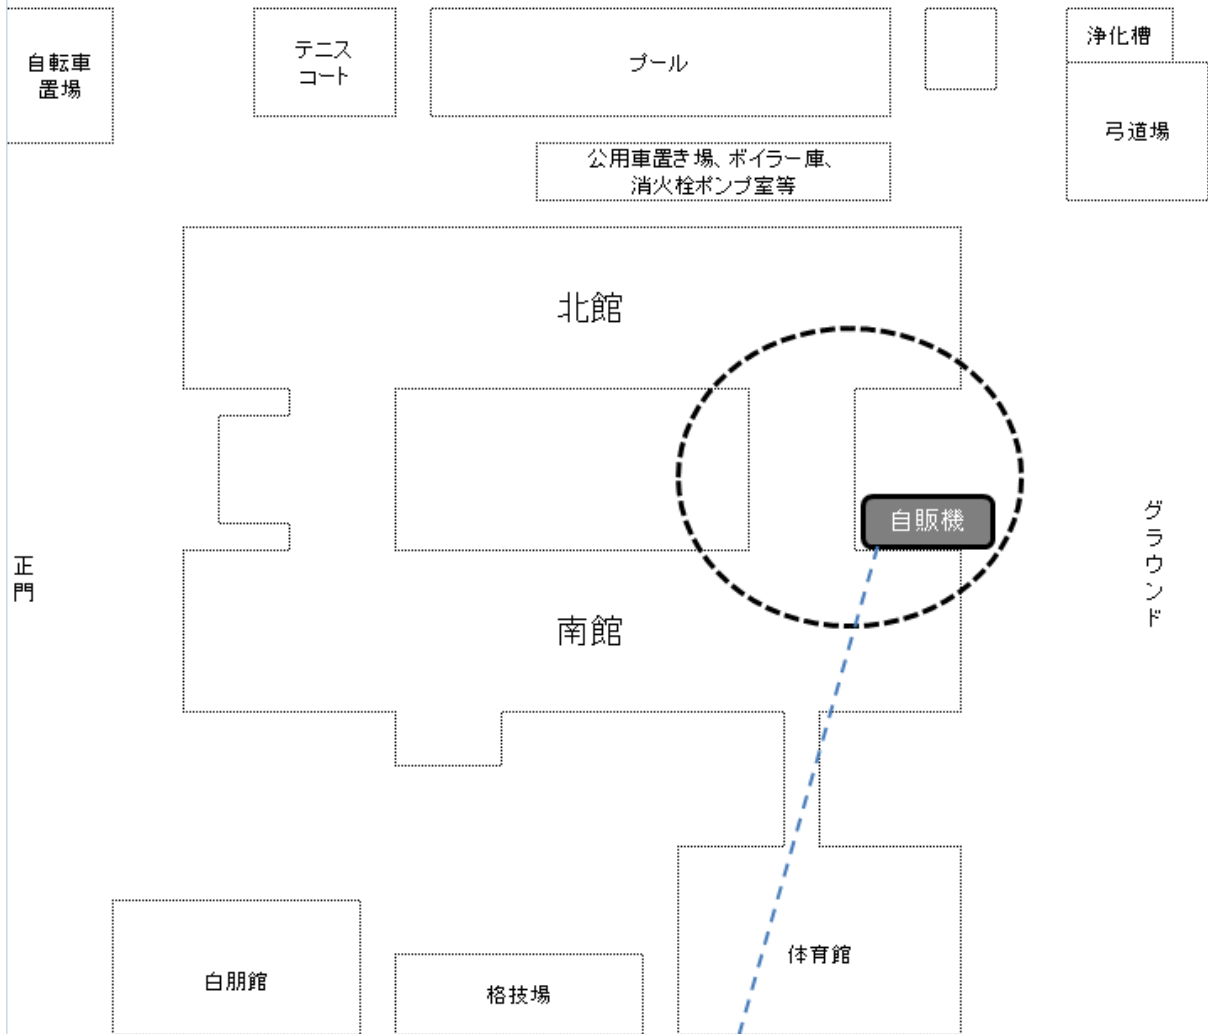 自転車
置場
テニス
コート
プール
浄化槽
弓道場
公用車置き場、ボイラー庫、
消火栓ポンプ室等
北館
自販機
グラウンド
正門
南館
体育館
白朋館
格技場